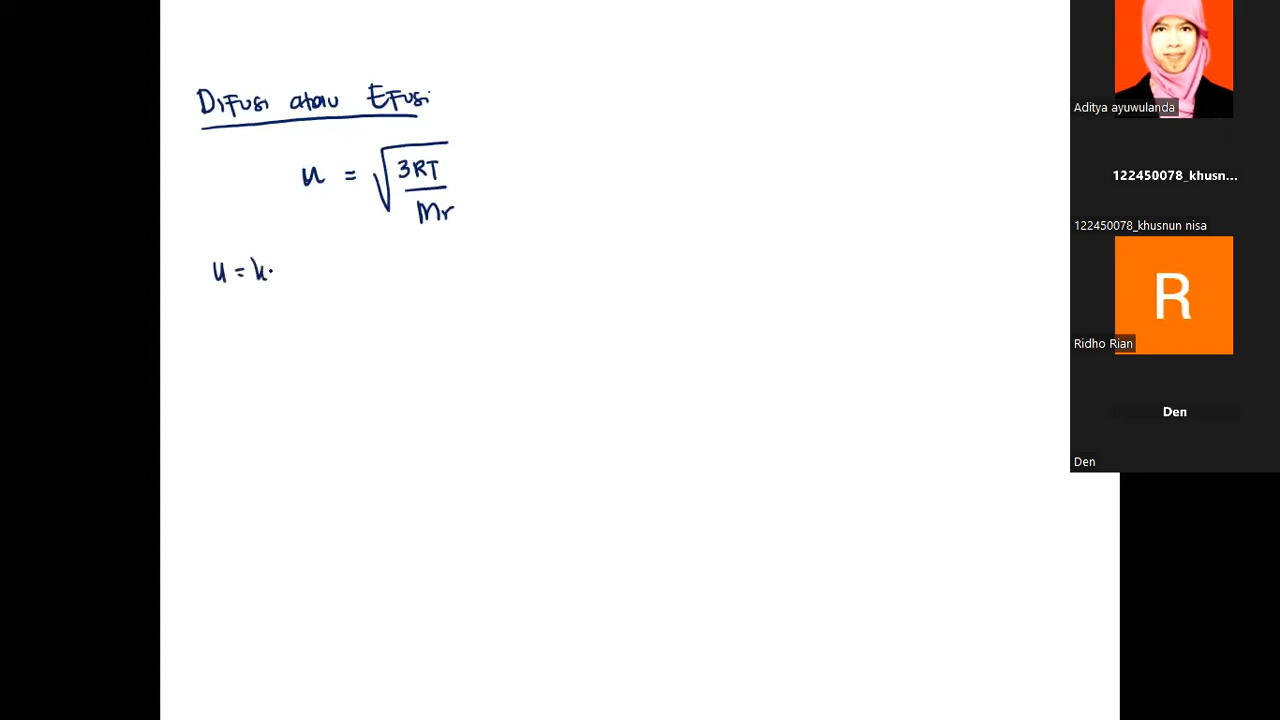 Difusi atau Efusi
u = √3RT
Mr
u = k.
Aditya ayuwulanda
122450078_khusn...
122450078_khusnun nisa
R
Ridho Rian
Den
Den